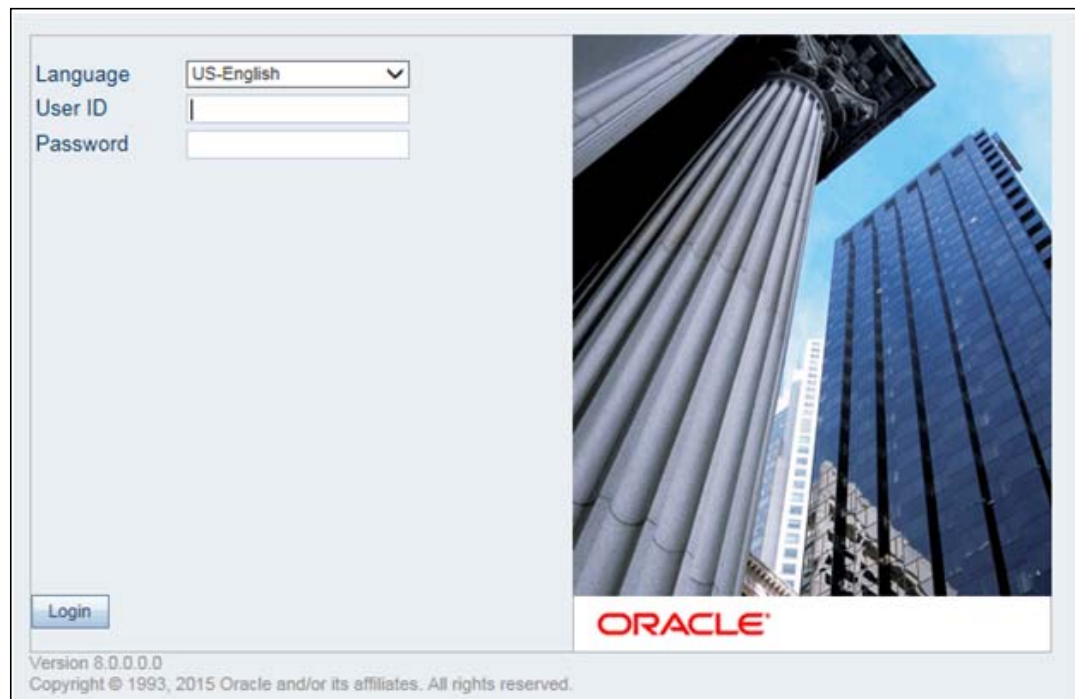 Language US-English
User ID
Password
Login
ORACLE®
Version 8.0.0.0.0
Copyright © 1993, 2015 Oracle and/or its affiliates. All rights reserved.